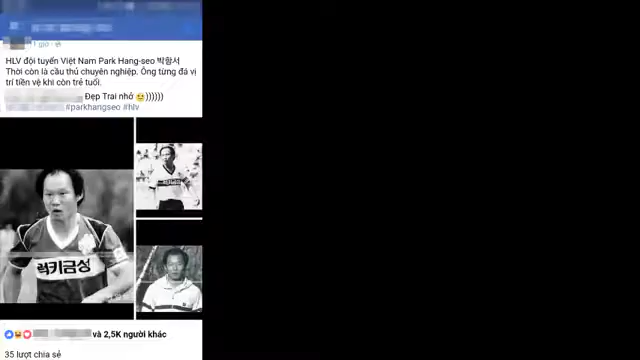 1 giờ
HLV đội tuyển Việt Nam Park Hang-seo 박항서
Thời còn là cầu thủ chuyên nghiệp. Ông từng đá vị
trí tiền vệ khi còn trẻ tuổi.
Đẹp Trai nhở 😉))))))
#parkhangseo #hlv
럭키금성
và 2,5K người khác
35 lượt chia sẻ